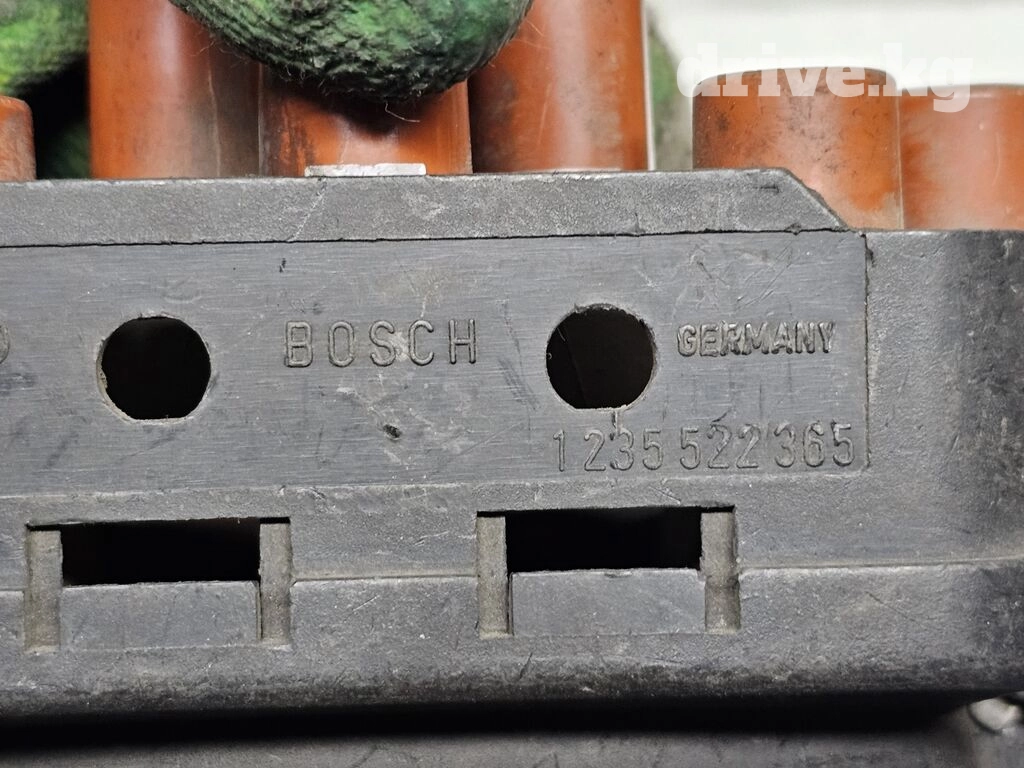 drive.kg
BOSCH
GERMANY
1 235 522 365